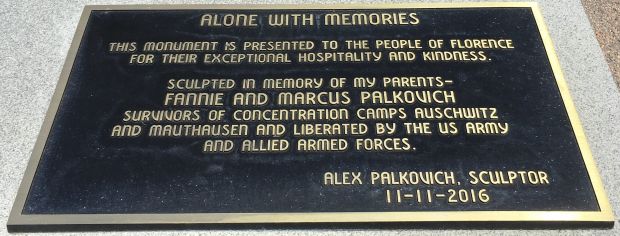 ALONE WITH MEMORIES
THIS MONUMENT IS PRESENTED TO THE PEOPLE OF FLORENCE
FOR THEIR EXCEPTIONAL HOSPITALITY AND KINDNESS.
SCULPTED IN MEMORY OF MY PARENTS-
FANNIE AND MARCUS PALKOVICH
SURVIVORS OF CONCENTRATION CAMPS AUSCHWITZ
AND MAUTHAUSEN AND LIBERATED BY THE US ARMY
AND ALLIED ARMED FORCES.
ALEX PALKOVICH, SCULPTOR
11-11-2016